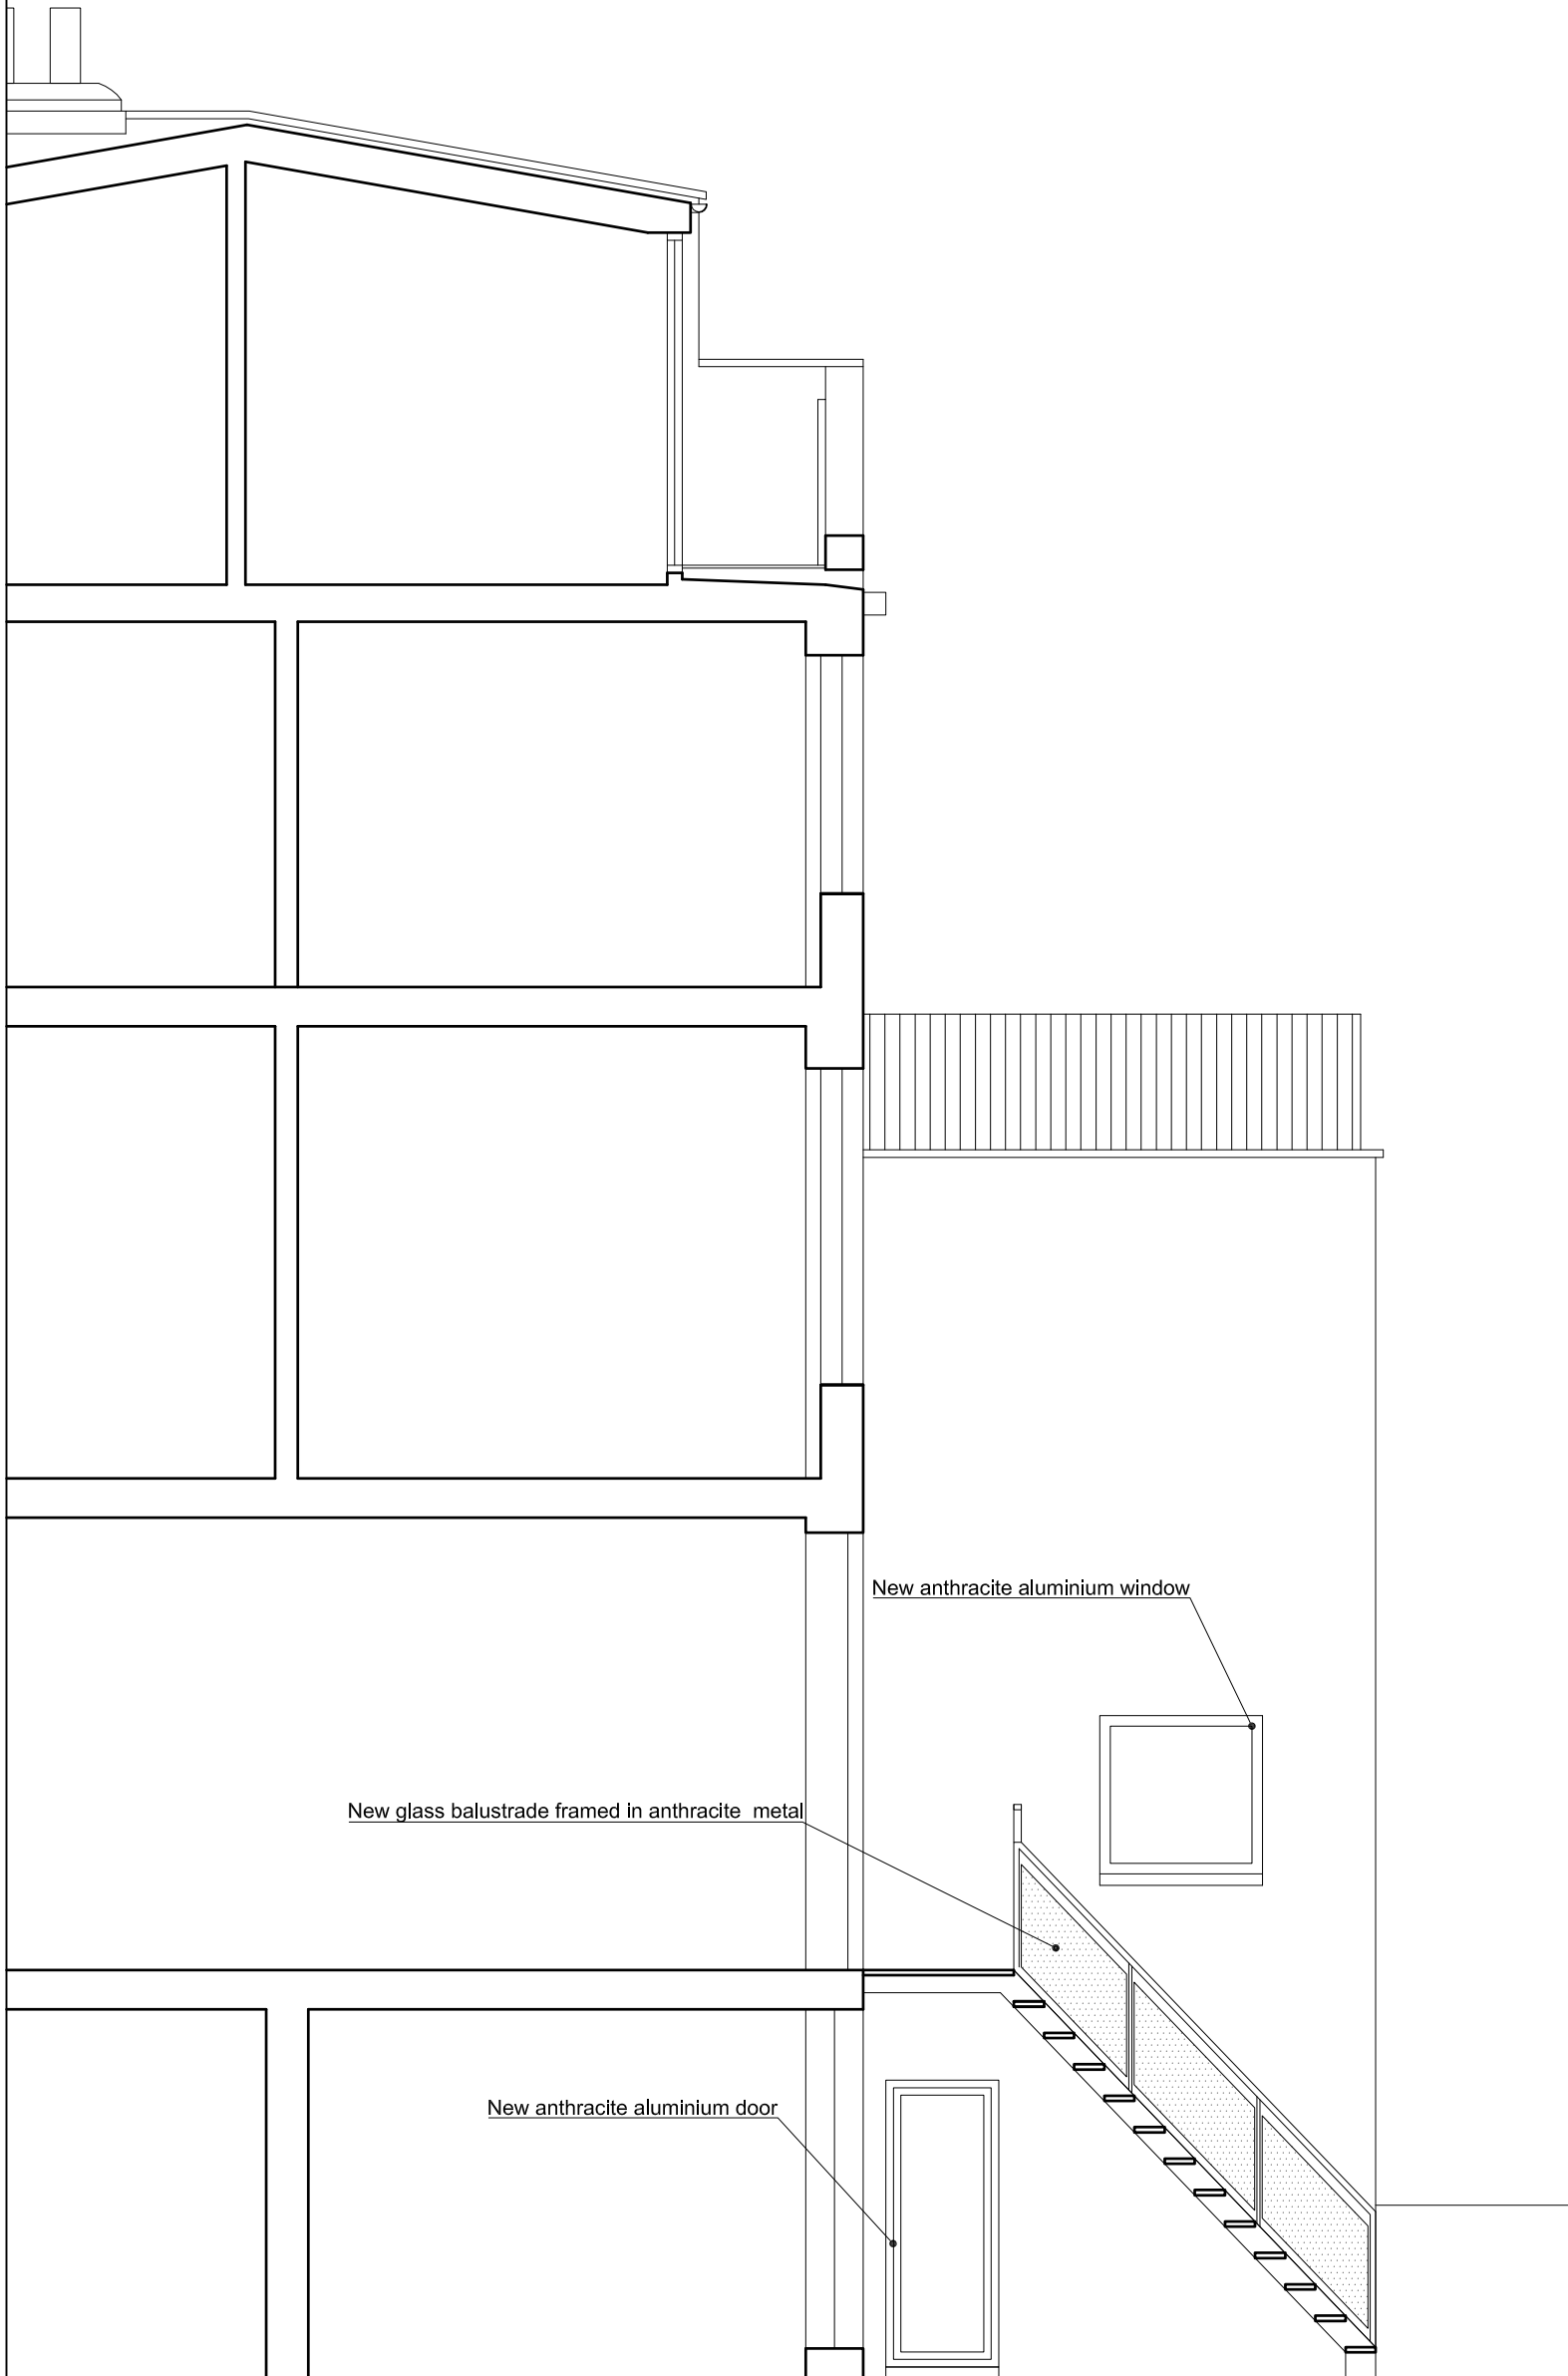 New anthracite aluminium window
New glass balustrade framed in anthracite  metal
New anthracite aluminium door